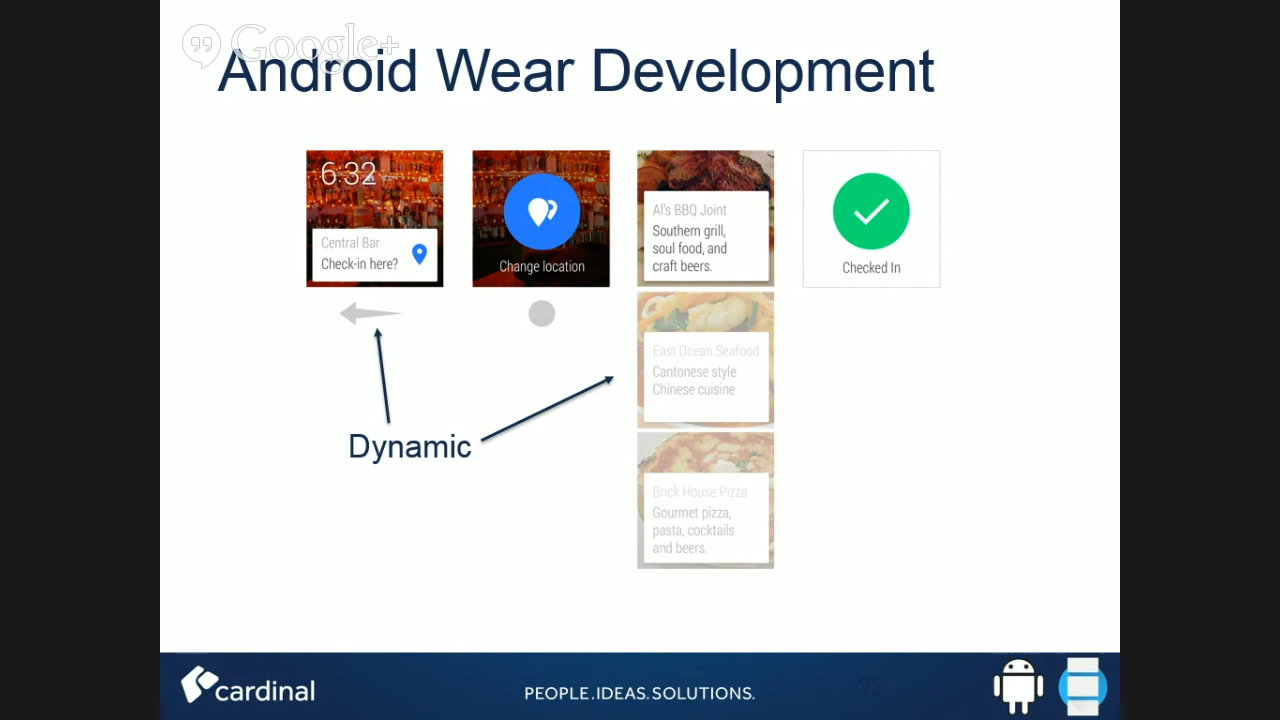 Google+
Android Wear Development
6:32
Central Bar
Check-in here?
Change location
Al's BBQ Joint
Southern grill,
soul food, and
craft beers.
Checked In
East Ocean Seafood
Cantonese style
Chinese cuisine
Dynamic
Brick House Pizza
Gourmet pizza,
pasta, cocktails
and beers.
cardinal
PEOPLE.IDEAS.SOLUTIONS.